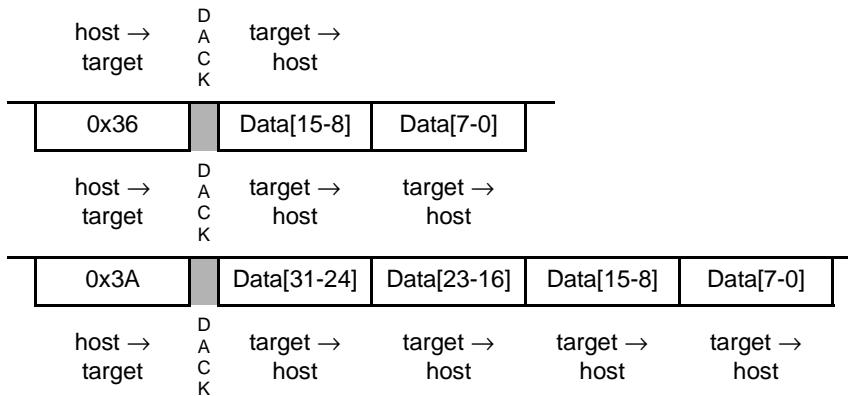 host → target D A C K target → host
0x36 Data[15-8] Data[7-0]
host → target D A C K target → host target → host
0x3A Data[31-24] Data[23-16] Data[15-8] Data[7-0]
host → target D A C K target → host target → host target → host target → host